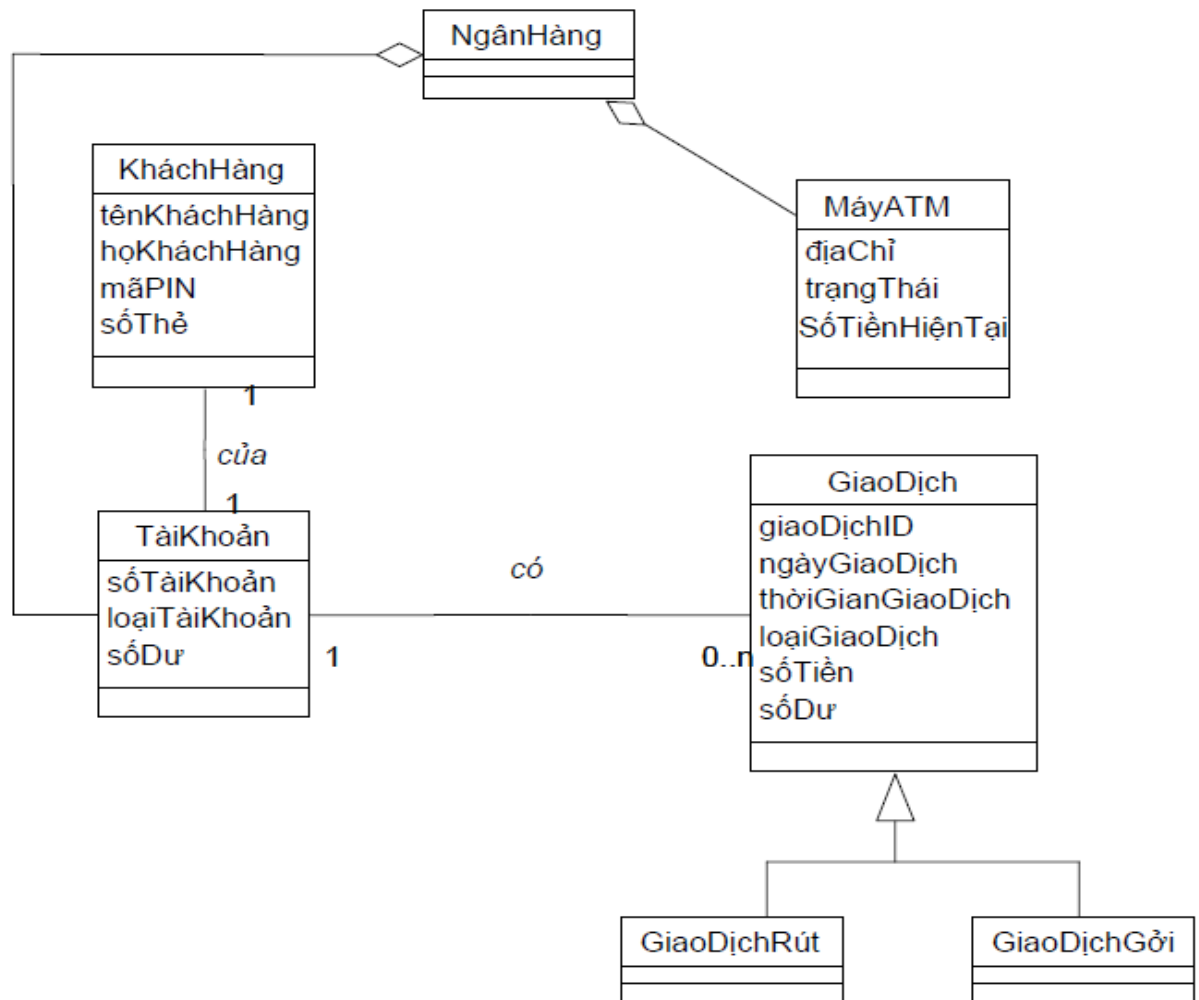 NgânHàng
KháchHàng
tênKháchHàng
họKháchHàng
mãPIN
sốThẻ
MáyATM
địaChỉ
trạngThái
SốTiềnHiệnTại
1
của
1
TàiKhoản
sốTàiKhoản
loạiTàiKhoản
sốDư
có
1
0..n
GiaoDịch
giaoDịchID
ngàyGiaoDịch
thờiGianGiaoDịch
loạiGiaoDịch
sốTiền
sốDư
GiaoDịchRút
GiaoDịchGởi